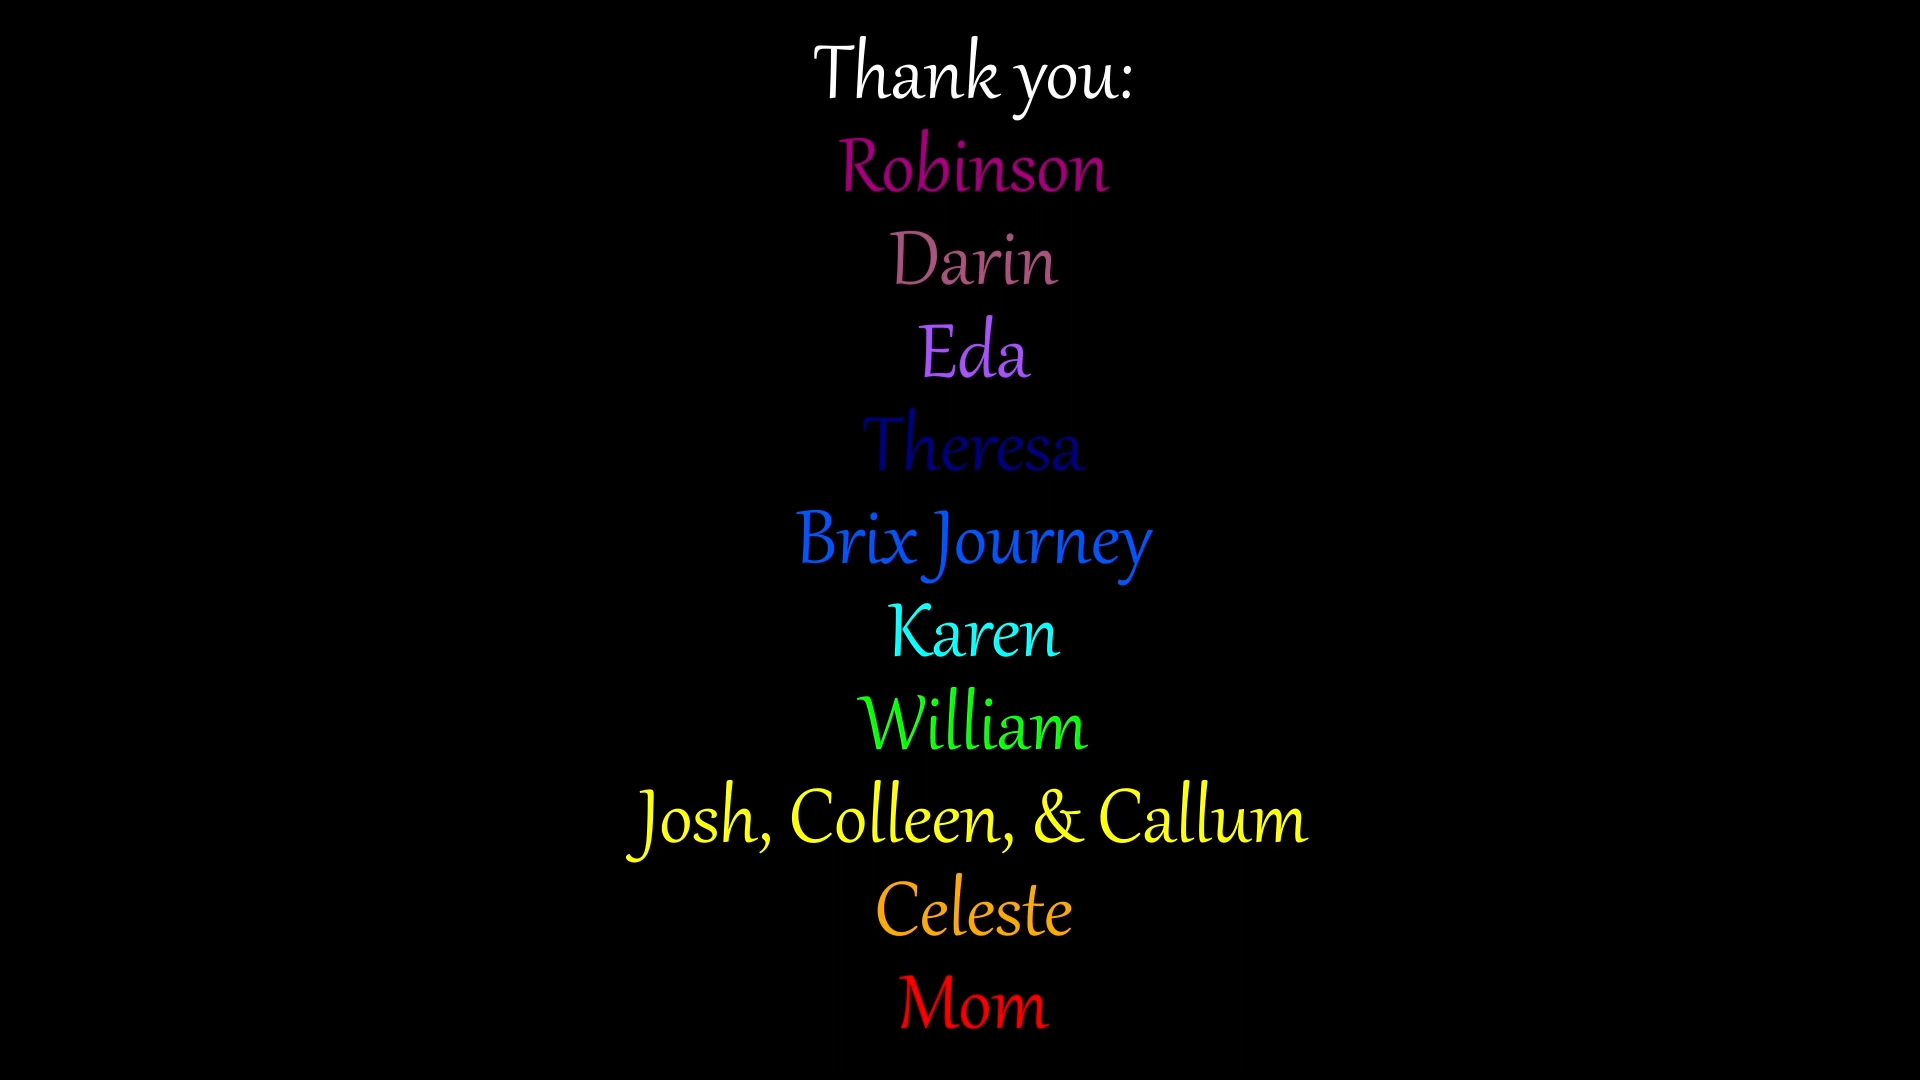 Thank you:
Robinson
Darin
Eda
Theresa
Brix Journey
Karen
William
Josh, Colleen, & Callum
Celeste
Mom